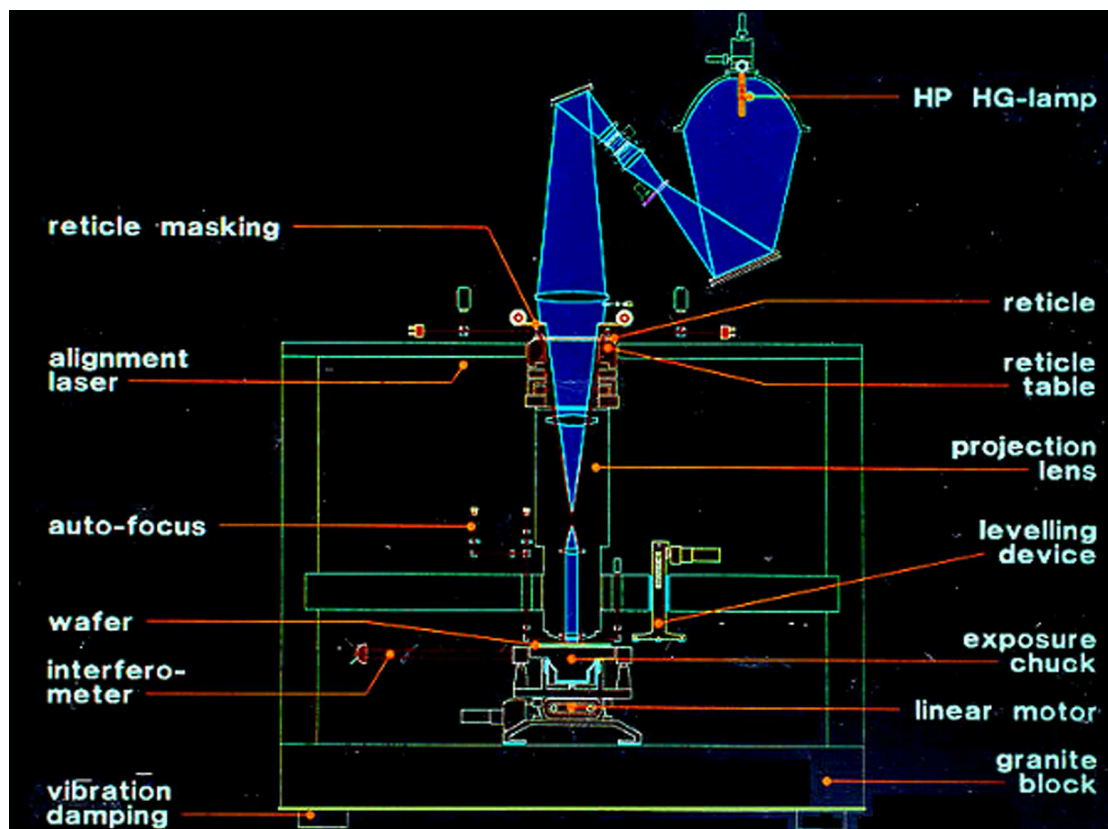 HP HG-lamp
reticle masking
reticle
alignment
laser
reticle
table
projection
lens
auto-focus
levelling
device
wafer
exposure
chuck
interfero-
meter
linear motor
granite
block
vibration
damping